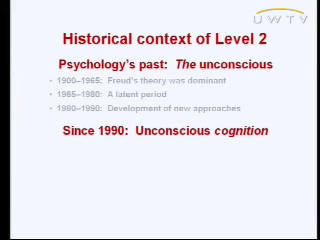 UWTV
Historical context of Level 2
Psychology's past: The unconscious
• 1900–1965: Freud's theory was dominant
• 1965–1980: A latent period
• 1980–1990: Development of new approaches
Since 1990: Unconscious cognition